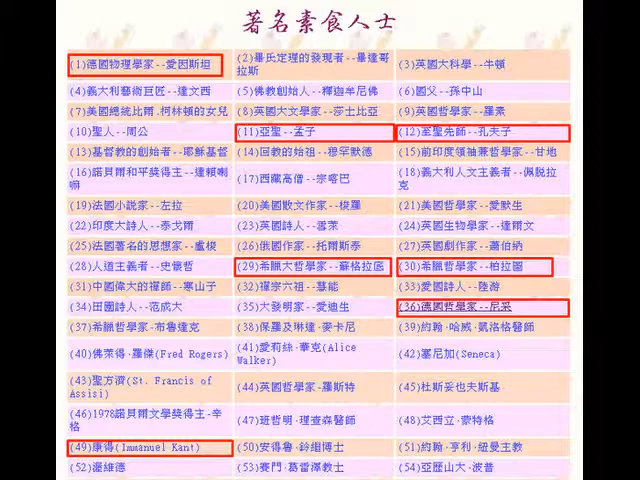 著名素食人士
(1)德國物理學家--愛因斯坦
(2)畢氏定理的發現者--畢達哥
拉斯
(3)英國大科學--牛頓
(4)義大利藝術巨匠--達文西
(5)佛教創始人--釋迦牟尼佛
(6)國父--孫中山
(7)美國總統比爾.柯林頓的女兒
(8)英國大文學家--莎士比亞
(9)英國哲學家--羅素
(10)聖人--周公
(11)亞聖--孟子
(12)至聖先師--孔夫子
(13)基督教的創始者--耶穌基督
(14)回教的始祖--穆罕默德
(15)前印度領袖兼哲學家--甘地
(16)諾貝爾和平獎得主--達賴喇
嘛
(17)西藏高僧--宗喀巴
(18)義大利人文主義者--佩脫拉
克
(19)法國小說家--左拉
(20)美國散文作家--梭羅
(21)美國哲學家--愛默生
(22)印度大詩人--泰戈爾
(23)英國詩人--雪萊
(24)英國生物學家--達爾文
(25)法國著名的思想家--盧梭
(26)俄國作家--托爾斯泰
(27)英國劇作家--蕭伯納
(28)人道主義者--史懷哲
(29)希臘大哲學家--蘇格拉底
(30)希臘哲學家--柏拉圖
(31)中國偉大的禪師--寒山子
(32)禪宗六祖--慧能
(33)愛國詩人--陸游
(34)田園詩人--范成大
(35)大發明家--愛迪生
(36)德國哲學家--尼采
(37)希臘哲學家-布魯達克
(38)保羅及琳達·麥卡尼
(39)約翰·哈威·凱洛格醫師
(40)佛萊得·羅傑(Fred Rogers)
(41)愛莉絲·華克(Alice
Walker)
(42)塞尼加(Seneca)
(43)聖方濟(St. Francis of
Assisi)
(44)英國哲學家-羅斯特
(45)杜斯妥也夫斯基
(46)1978諾貝爾文學獎得主-辛
格
(47)班哲明·理查森醫師
(48)艾西立·蒙特格
(49)康得(Immanuel Kant)
(50)安得魯·鈴紐博士
(51)約翰·亨利·紐曼主教
(52)濕維德
(53)賽門·葛雷澤教士
(54)亞歷山大·波普